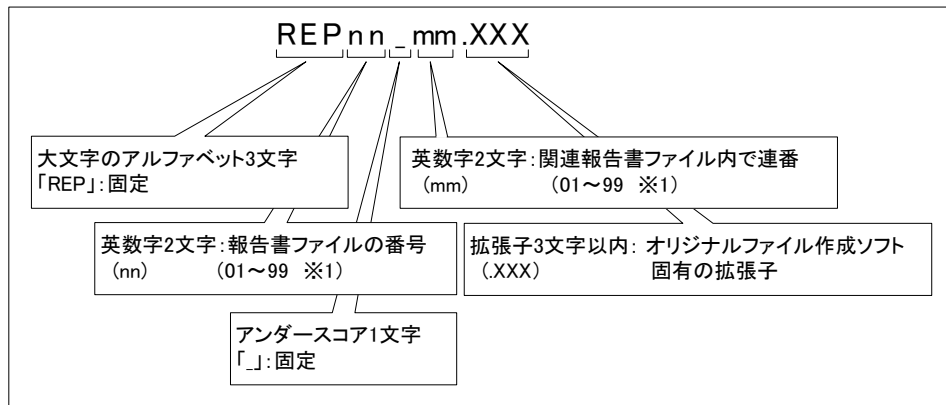 REPnn_mm.XXX
大文字のアルファベット3文字
「REP」：固定
英数字2文字：関連報告書ファイル内で連番
(mm) (01～99 ※1)
英数字2文字：報告書ファイルの番号
(nn) (01～99 ※1)
拡張子3文字以内： オリジナルファイル作成ソフト
(.XXX) 固有の拡張子
アンダースコア1文字
「_」：固定